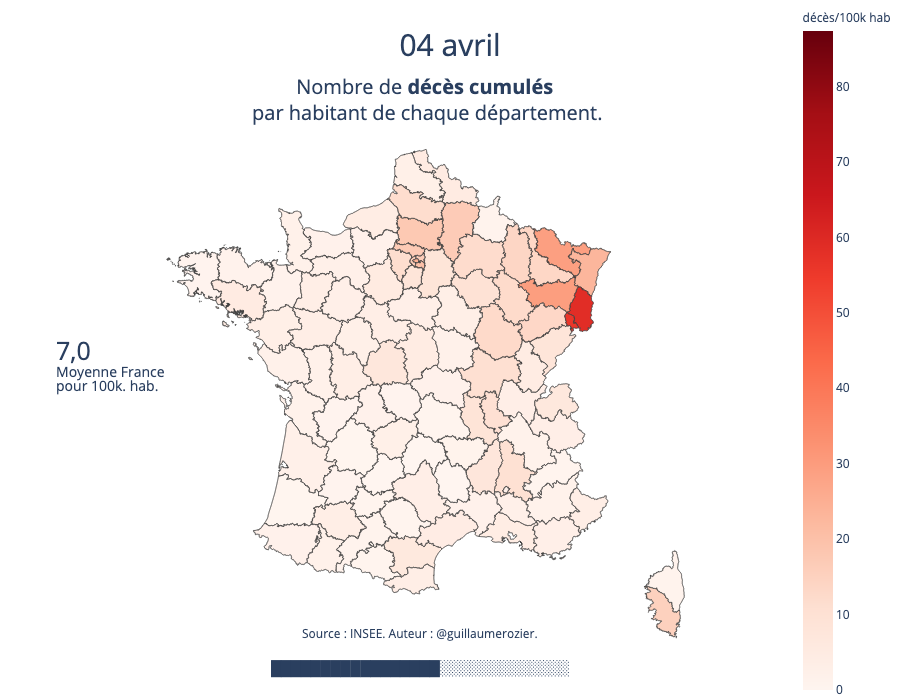 04 avril
Nombre de décès cumulés
par habitant de chaque département.
décès/100k hab
80
70
60
50
40
30
20
10
0
7,0
Moyenne France
pour 100k. hab.
Source : INSEE. Auteur : @guillaumerozier.